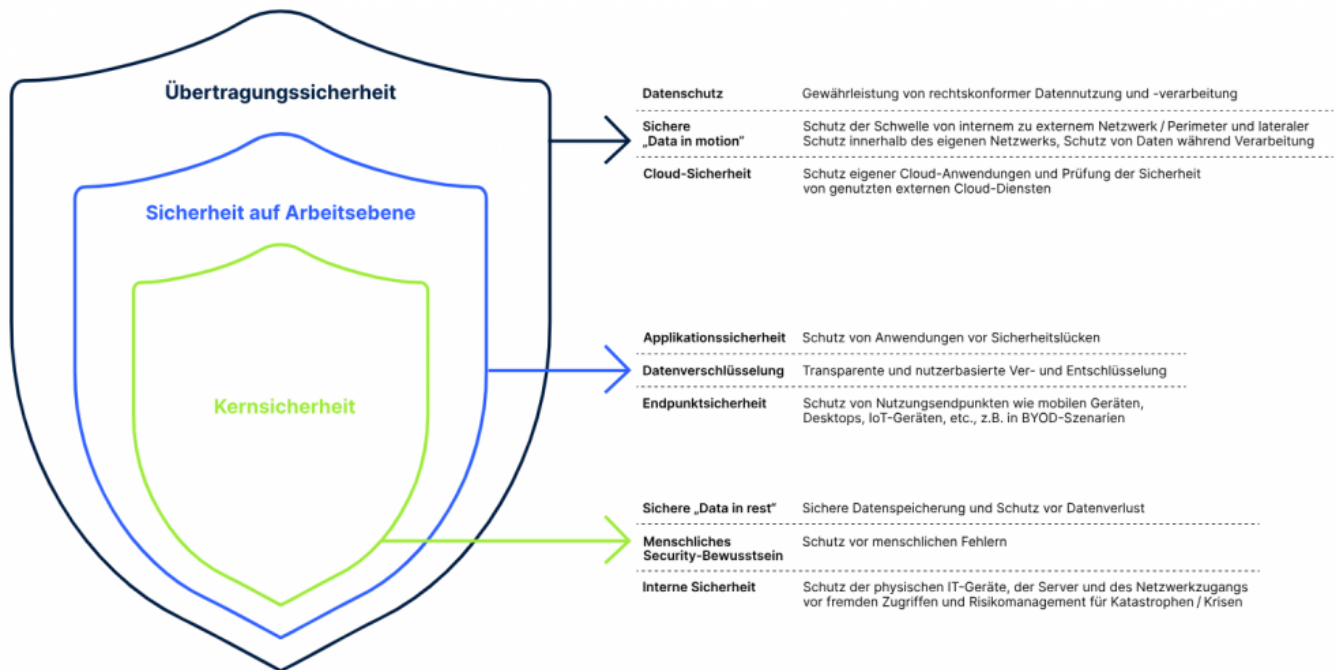 Übertragungssicherheit
Datenschutz Gewährleistung von rechtskonformer Datennutzung und -verarbeitung
Sichere Schutz der Schwelle von internem zu externem Netzwerk / Perimeter und lateraler
„Data in motion“ Schutz innerhalb des eigenen Netzwerks, Schutz von Daten während Verarbeitung
Cloud-Sicherheit Schutz eigener Cloud-Anwendungen und Prüfung der Sicherheit
von genutzten externen Cloud-Diensten
Sicherheit auf Arbeitsebene
Applikationssicherheit Schutz von Anwendungen vor Sicherheitslücken
Datenverschlüsselung Transparente und nutzerbasierte Ver- und Entschlüsselung
Endpunktsicherheit Schutz von Nutzungsendpunkten wie mobilen Geräten,
Desktops, IoT-Geräten, etc., z.B. in BYOD-Szenarien
Kernsicherheit
Sichere „Data in rest“ Sichere Datenspeicherung und Schutz vor Datenverlust
Menschliches Schutz vor menschlichen Fehlern
Security-Bewusstsein
Interne Sicherheit Schutz der physischen IT-Geräte, der Server und des Netzwerkzugangs
vor fremden Zugriffen und Risikomanagement für Katastrophen / Krisen